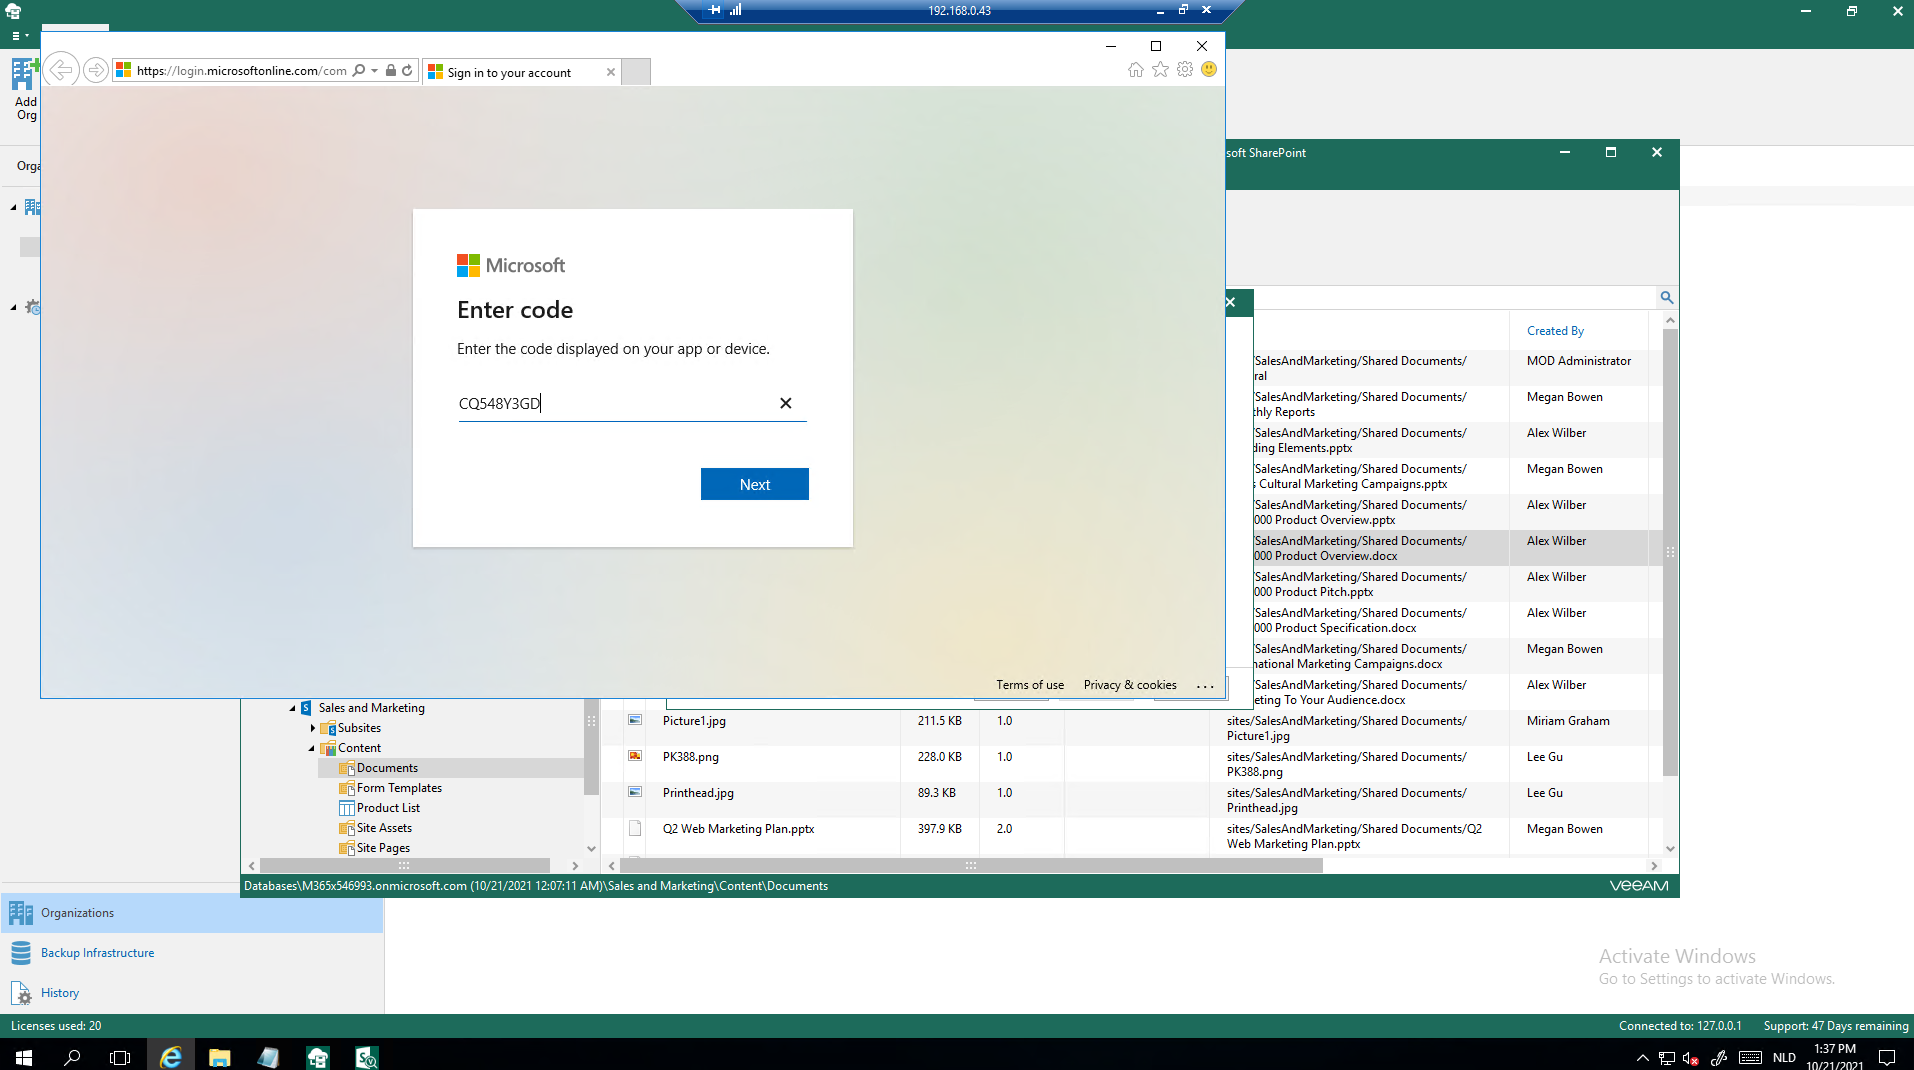 192.168.0.43
https://login.microsoftonline.com/com
Sign in to your account
Add
Org
Orga
Microsoft
Enter code
Enter the code displayed on your app or device.
CQ548Y3GD
Next
Terms of use
Privacy & cookies
...
soft SharePoint
Created By
/SalesAndMarketing/Shared Documents/
ral
MOD Administrator
/SalesAndMarketing/Shared Documents/
thly Reports
Megan Bowen
/SalesAndMarketing/Shared Documents/
ding Elements.pptx
Alex Wilber
/SalesAndMarketing/Shared Documents/
s Cultural Marketing Campaigns.pptx
Megan Bowen
/SalesAndMarketing/Shared Documents/
000 Product Overview.pptx
Alex Wilber
/SalesAndMarketing/Shared Documents/
000 Product Overview.docx
Alex Wilber
/SalesAndMarketing/Shared Documents/
000 Product Pitch.pptx
Alex Wilber
/SalesAndMarketing/Shared Documents/
000 Product Specification.docx
Alex Wilber
/SalesAndMarketing/Shared Documents/
national Marketing Campaigns.docx
Megan Bowen
/SalesAndMarketing/Shared Documents/
eting To Your Audience.docx
Alex Wilber
Sales and Marketing
Subsites
Content
Documents
Form Templates
Product List
Site Assets
Site Pages
Picture1.jpg 211.5 KB 1.0 sites/SalesAndMarketing/Shared Documents/ Miriam Graham
Picture1.jpg
PK388.png 228.0 KB 1.0 sites/SalesAndMarketing/Shared Documents/ Lee Gu
PK388.png
Printhead.jpg 89.3 KB 1.0 sites/SalesAndMarketing/Shared Documents/ Lee Gu
Printhead.jpg
Q2 Web Marketing Plan.pptx 397.9 KB 2.0 sites/SalesAndMarketing/Shared Documents/Q2 Megan Bowen
Web Marketing Plan.pptx
Databases\M365x546993.onmicrosoft.com (10/21/2021 12:07:11 AM)\Sales and Marketing\Content\Documents
veeAM
Organizations
Backup Infrastructure
History
Activate Windows
Go to Settings to activate Windows.
Licenses used: 20
Connected to: 127.0.0.1
Support: 47 Days remaining
NLD
1:37 PM
10/21/2021